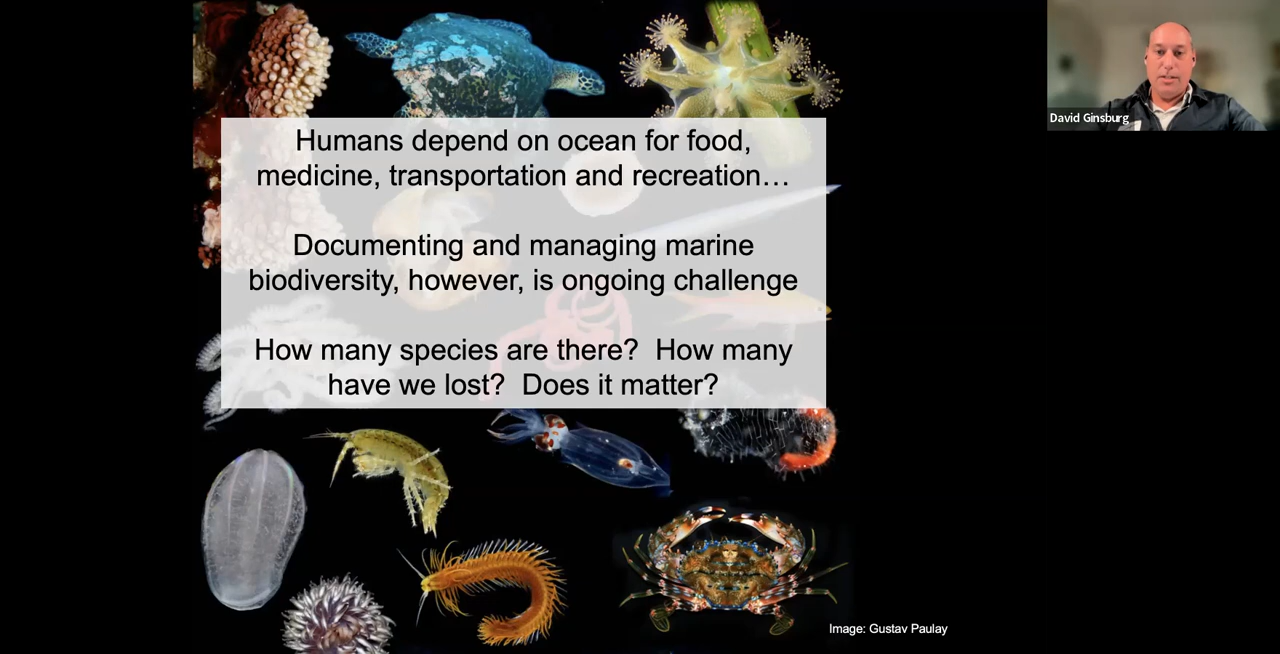 Humans depend on ocean for food,
medicine, transportation and recreation…
Documenting and managing marine
biodiversity, however, is ongoing challenge
How many species are there?  How many
have we lost?  Does it matter?
David Ginsburg
Image: Gustav Paulay